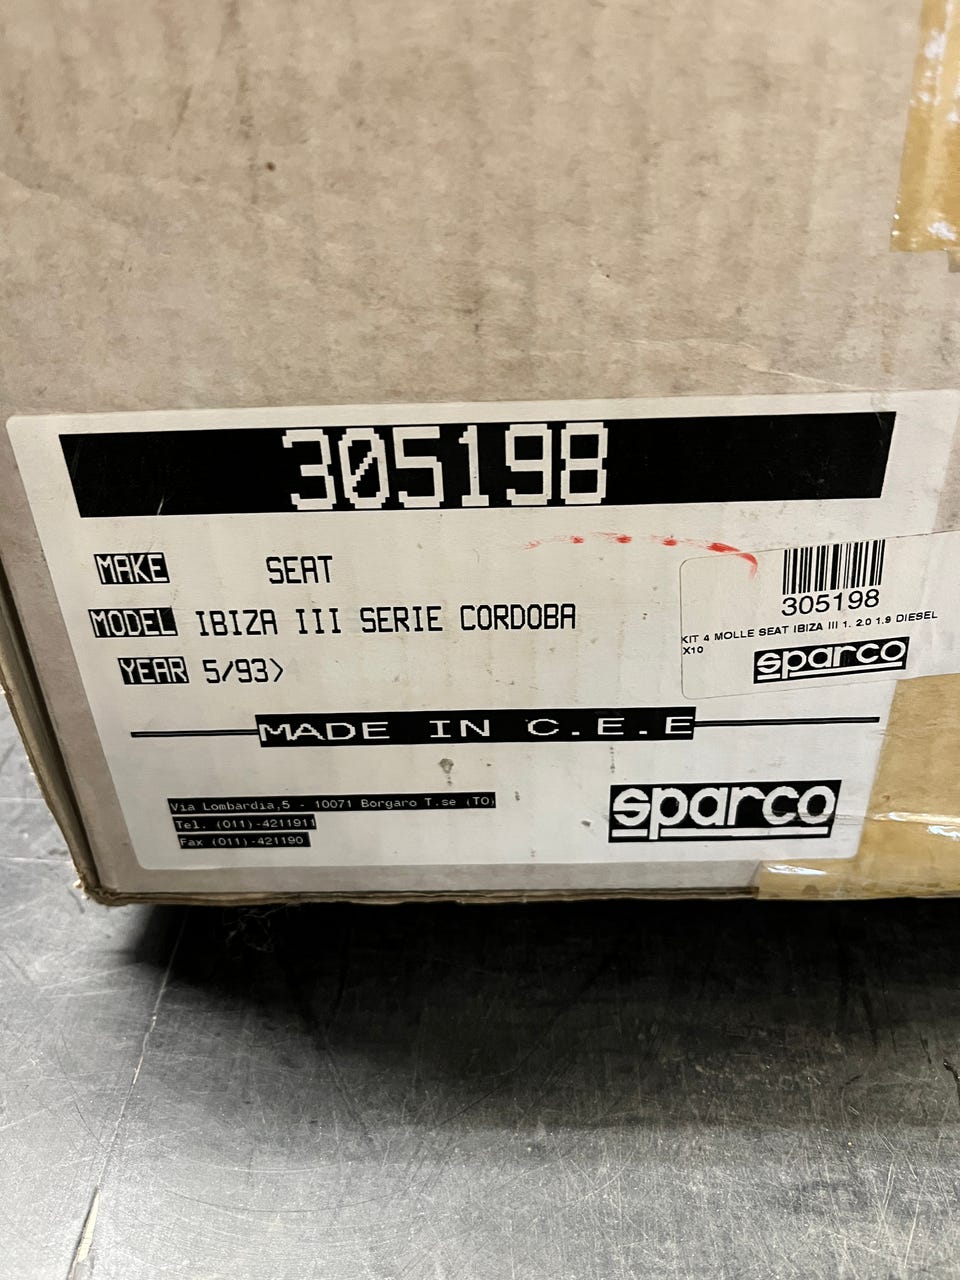 305198
MAKE SEAT
MODEL IBIZA III SERIE CORDOBA
YEAR 5/93>
305198
KIT 4 MOLLE SEAT IBIZA III 1. 2.0 1.9 DIESEL
X10
sparco
MADE IN C.E.E
Via Lombardia,5 - 10071 Borgaro T.se (TO)
Tel. (011)-4211911
Fax (011)-421190
sparco